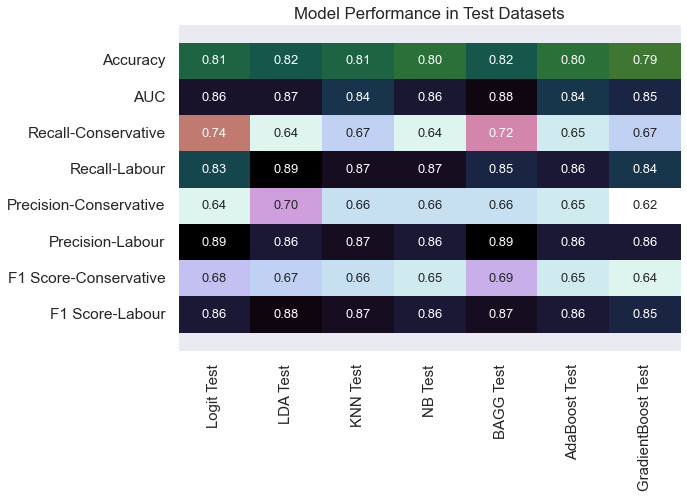 Model Performance in Test Datasets
Accuracy 0.81 0.82 0.81 0.80 0.82 0.80 0.79
AUC 0.86 0.87 0.84 0.86 0.88 0.84 0.85
Recall-Conservative 0.74 0.64 0.67 0.64 0.72 0.65 0.67
Recall-Labour 0.83 0.89 0.87 0.87 0.85 0.86 0.84
Precision-Conservative 0.64 0.70 0.66 0.66 0.66 0.65 0.62
Precision-Labour 0.89 0.86 0.87 0.86 0.89 0.86 0.86
F1 Score-Conservative 0.68 0.67 0.66 0.65 0.69 0.65 0.64
F1 Score-Labour 0.86 0.88 0.87 0.86 0.87 0.86 0.85
Logit Test
LDA Test
KNN Test
NB Test
BAGG Test
AdaBoost Test
GradientBoost Test